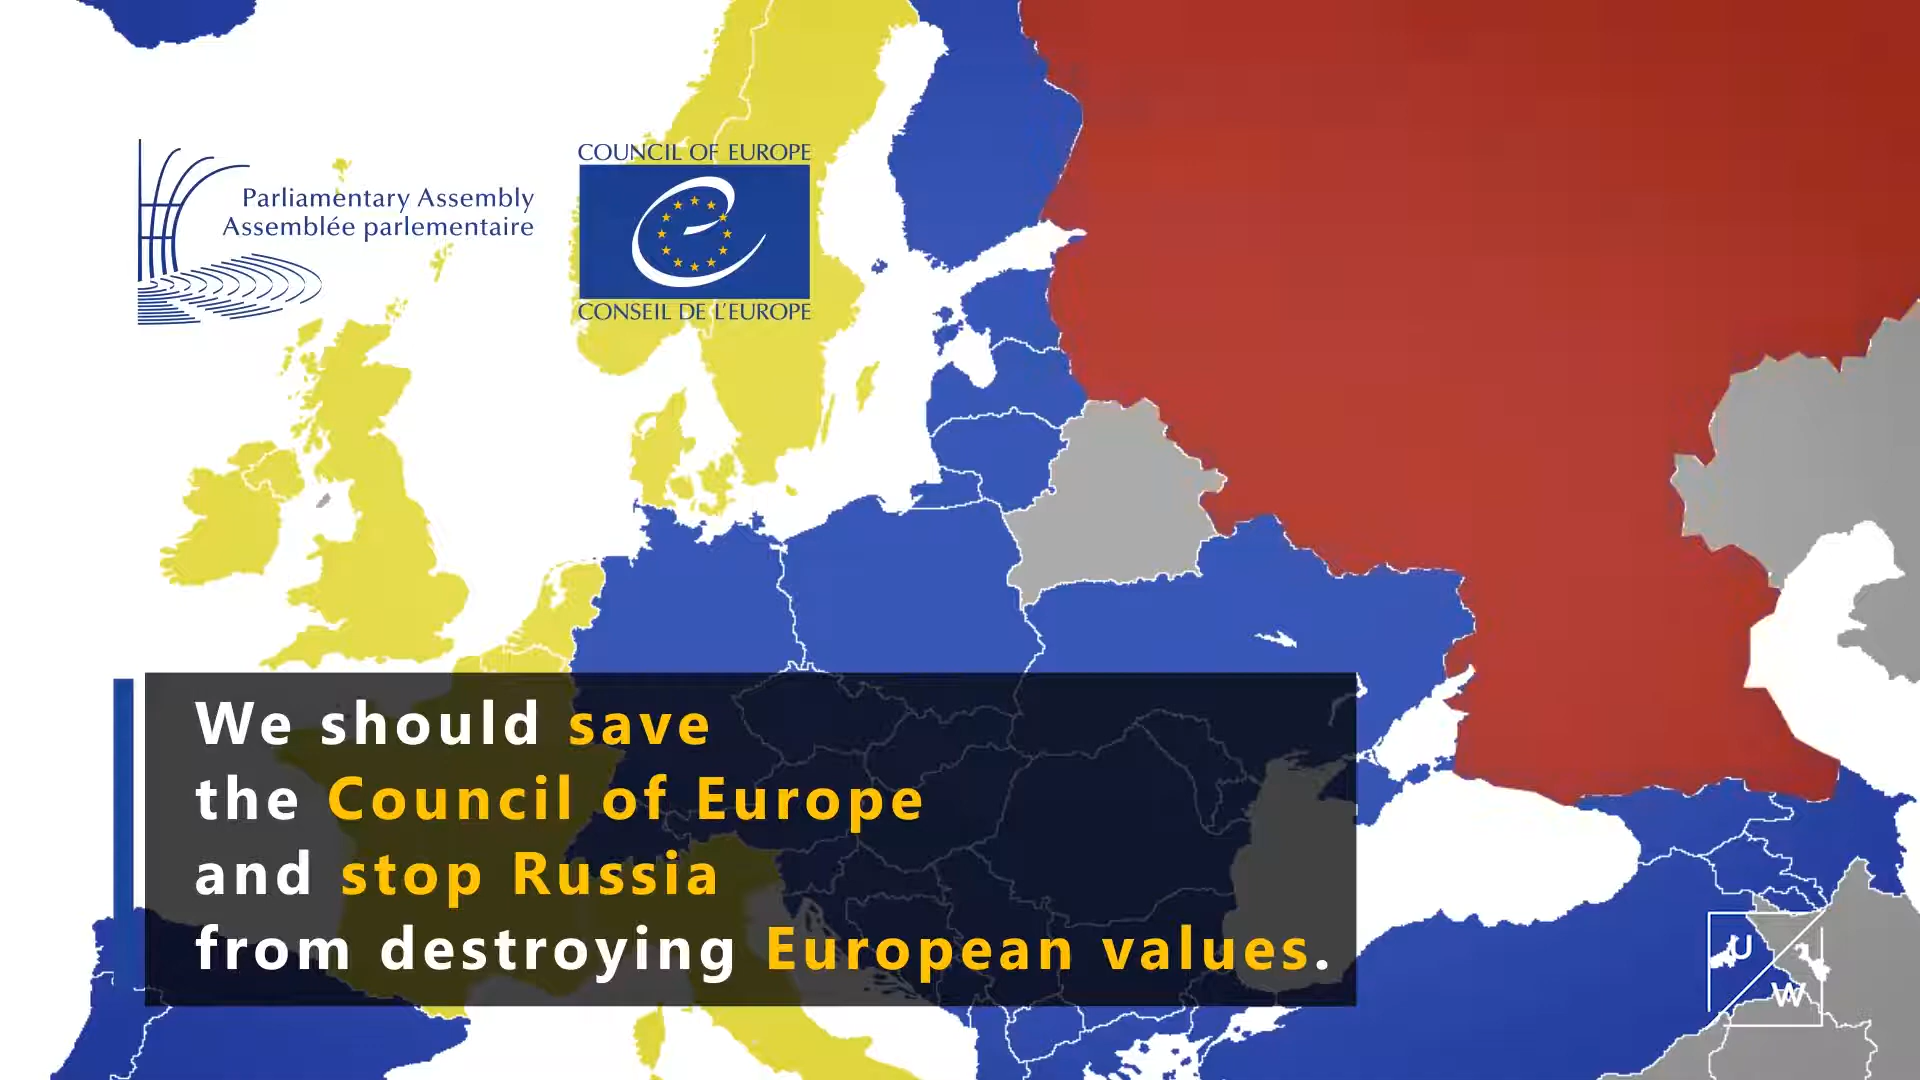 Parliamentary Assembly
Assemblée parlementaire
COUNCIL OF EUROPE
CONSEIL DE L'EUROPE
We should save
the Council of Europe
and stop Russia
from destroying European values.
U
W